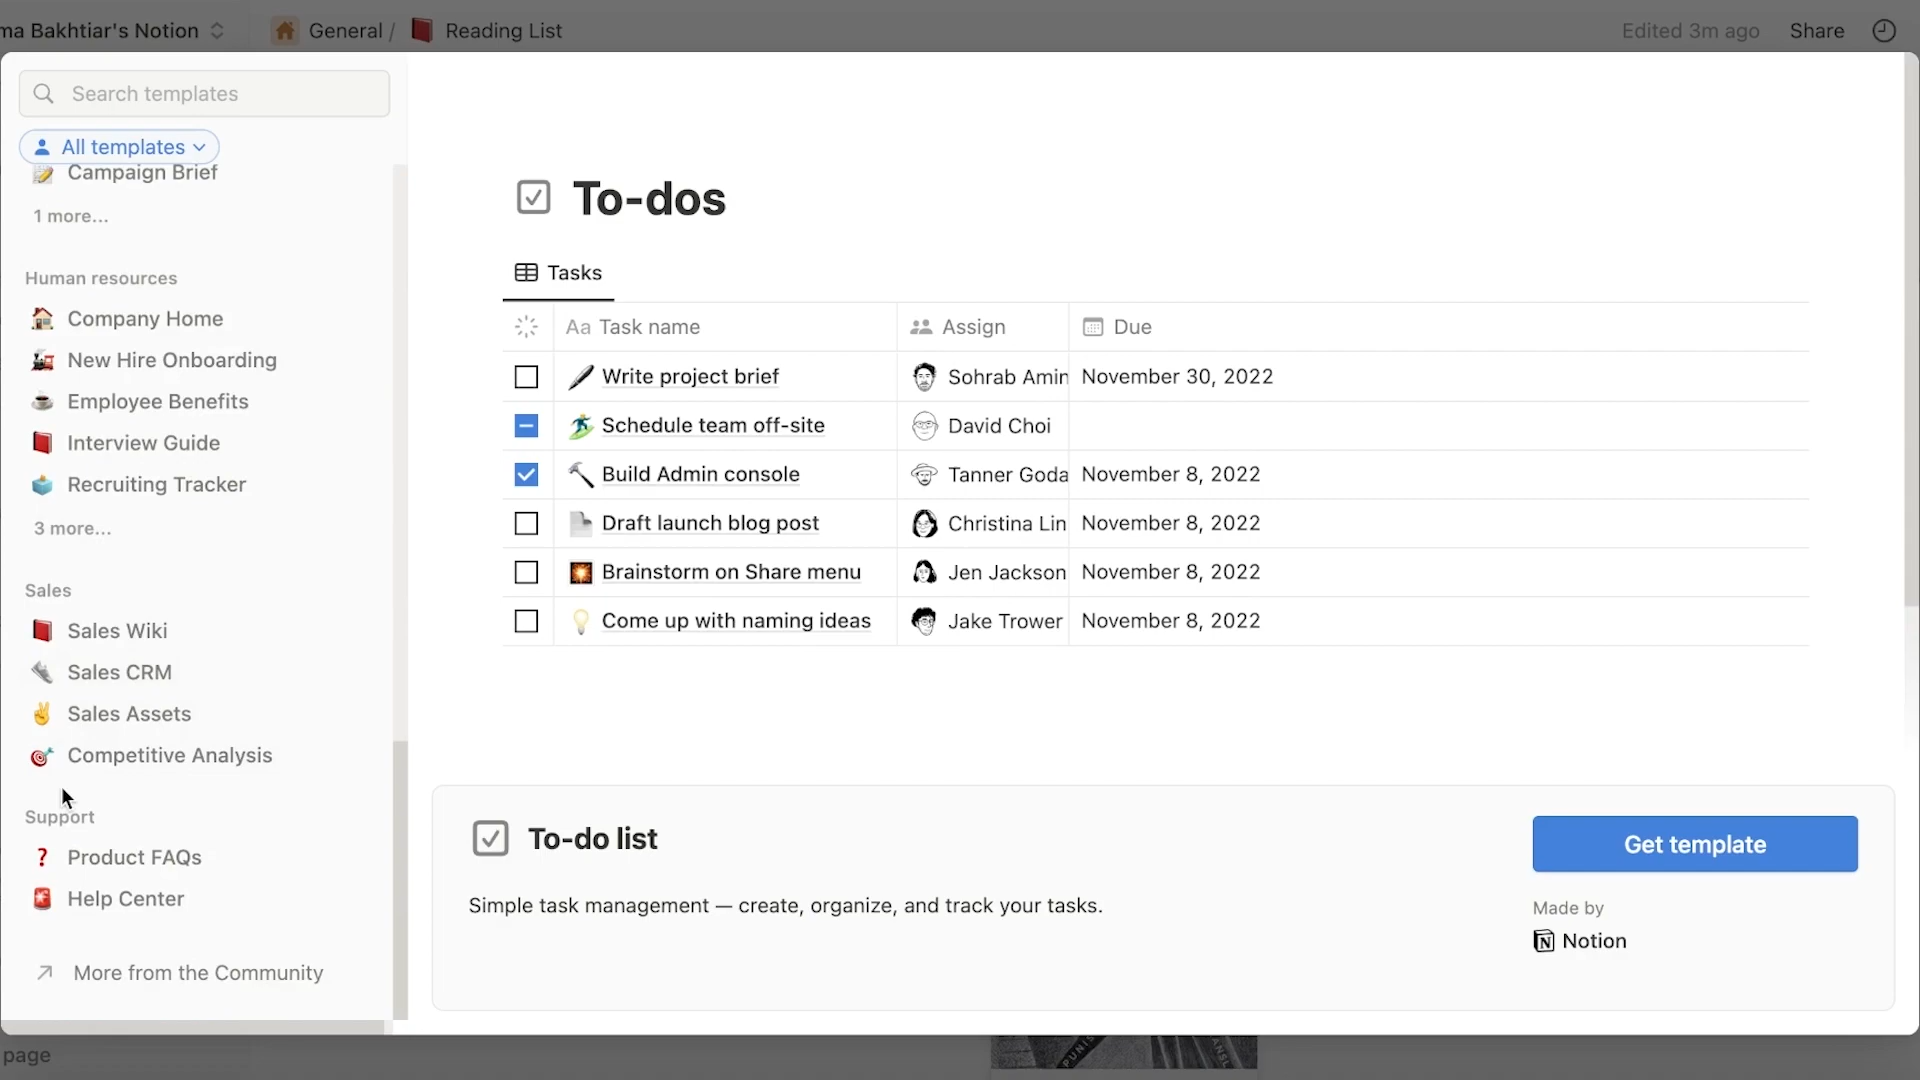 ma Bakhtiar's Notion
General / Reading List
Edited 3m ago
Share
Search templates
All templates
Campaign Brief
1 more...
Human resources
Company Home
New Hire Onboarding
Employee Benefits
Interview Guide
Recruiting Tracker
3 more...
Sales
Sales Wiki
Sales CRM
Sales Assets
Competitive Analysis
Support
Product FAQs
Help Center
More from the Community
page
To-dos
Tasks
Aa Task name Assign Due
Write project brief Sohrab Amin November 30, 2022
Schedule team off-site David Choi
Build Admin console Tanner Goda November 8, 2022
Draft launch blog post Christina Lin November 8, 2022
Brainstorm on Share menu Jen Jackson November 8, 2022
Come up with naming ideas Jake Trower November 8, 2022
To-do list
Simple task management — create, organize, and track your tasks.
Get template
Made by
Notion